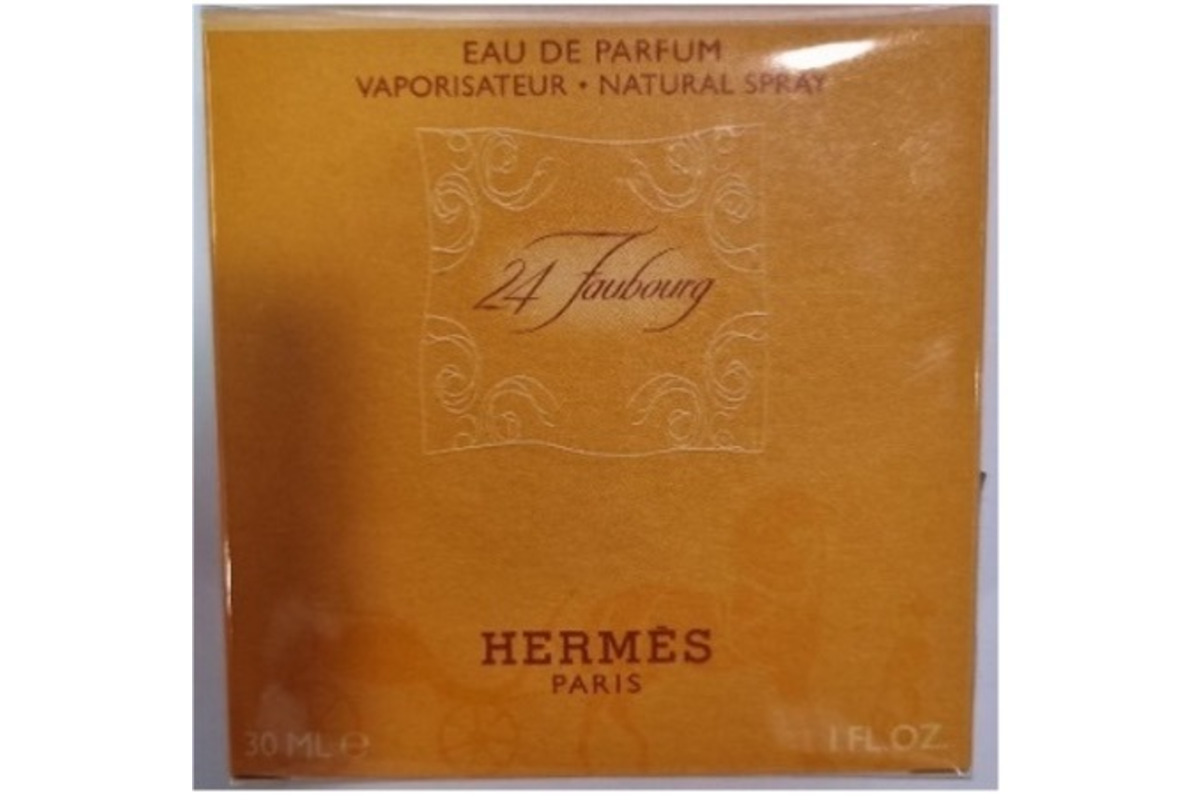 EAU DE PARFUM
VAPORISATEUR • NATURAL SPRAY
24 Faubourg
HERMÈS
PARIS
30 ML ℮
1 FL.OZ.